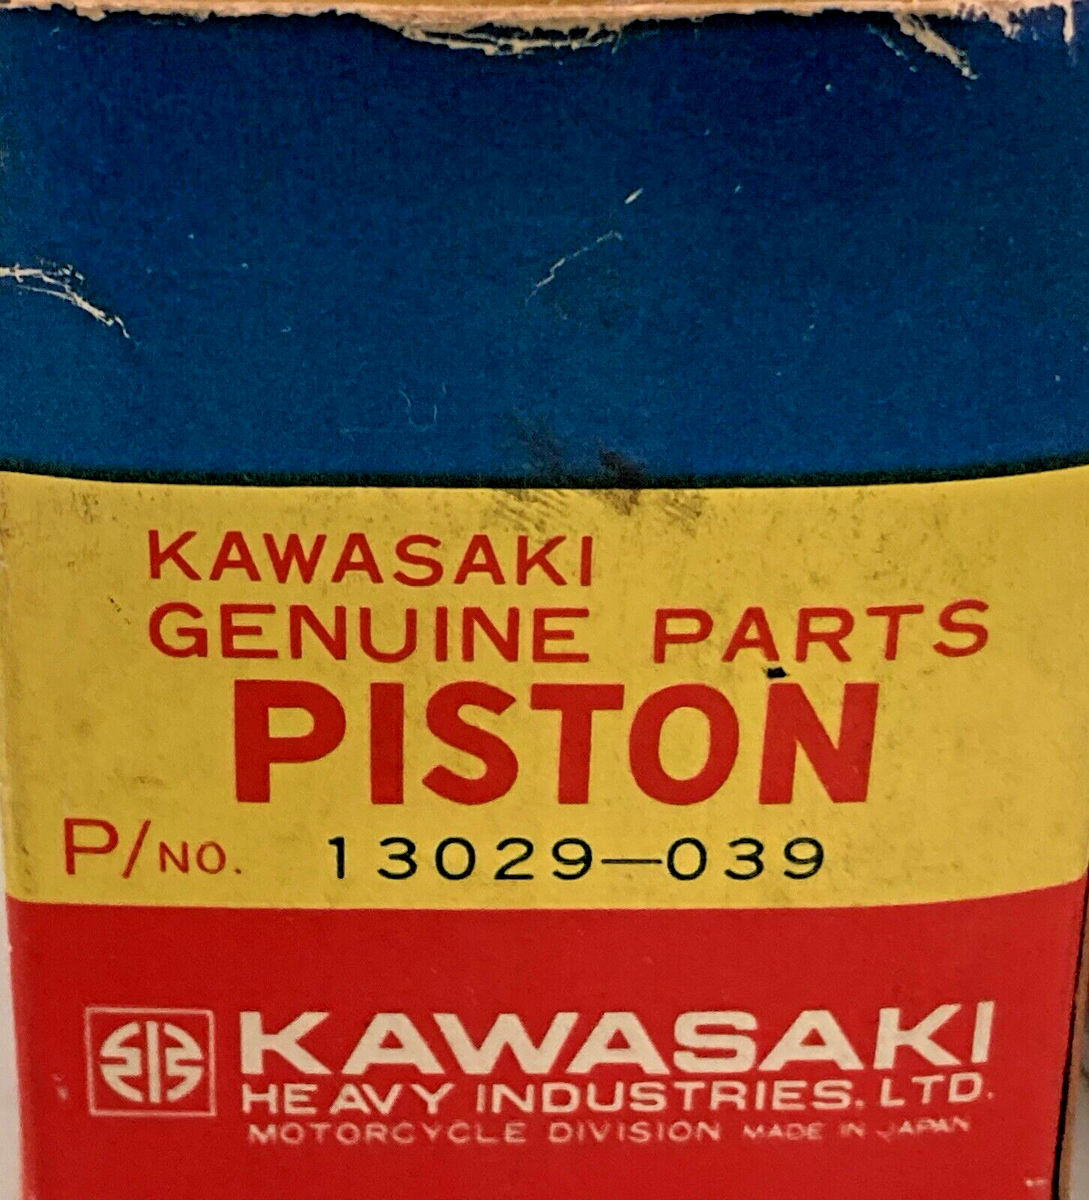 KAWASAKI
GENUINE PARTS
PISTON
P/NO. 13029-039
KAWASAKI
HEAVY INDUSTRIES, LTD.
MOTORCYCLE DIVISION MADE IN JAPAN